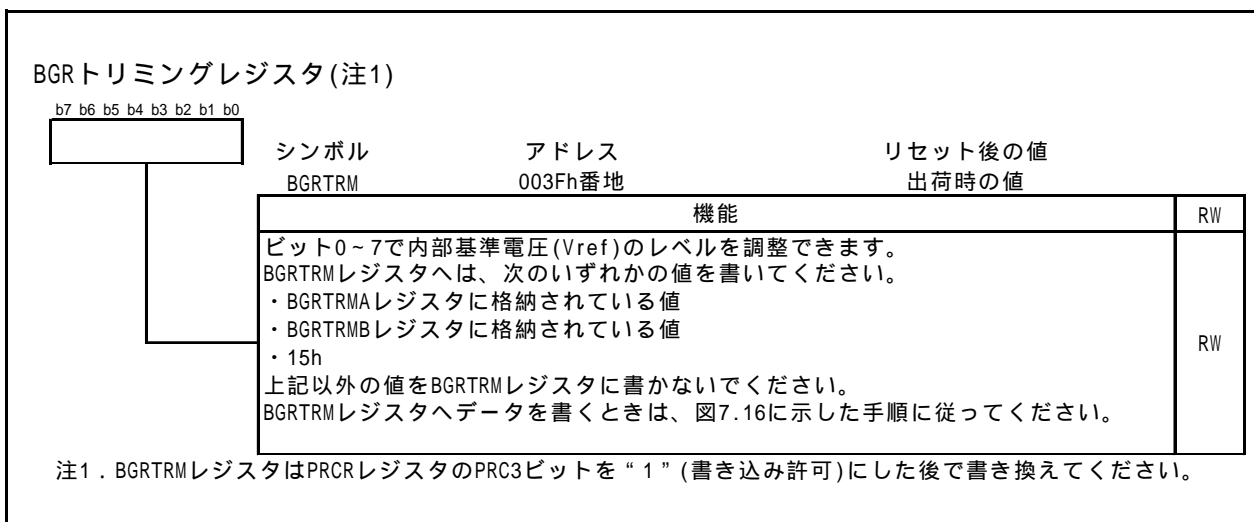 BGRトリミングレジスタ(注1)
b7 b6 b5 b4 b3 b2 b1 b0
シンボル アドレス リセット後の値
BGRTRM 003Fh番地 出荷時の値
機能 RW
ビット0~7で内部基準電圧(Vref)のレベルを調整できます。
BGRTRMレジスタへは、次のいずれかの値を書いてください。
・BGRTRMAレジスタに格納されている値
・BGRTRMBレジスタに格納されている値
・15h
上記以外の値をBGRTRMレジスタに書かないでください。
BGRTRMレジスタへデータを書くときは、図7.16に示した手順に従ってください。
RW
注1.BGRTRMレジスタはPRCRレジスタのPRC3ビットを“1”(書き込み許可)にした後で書き換えてください。